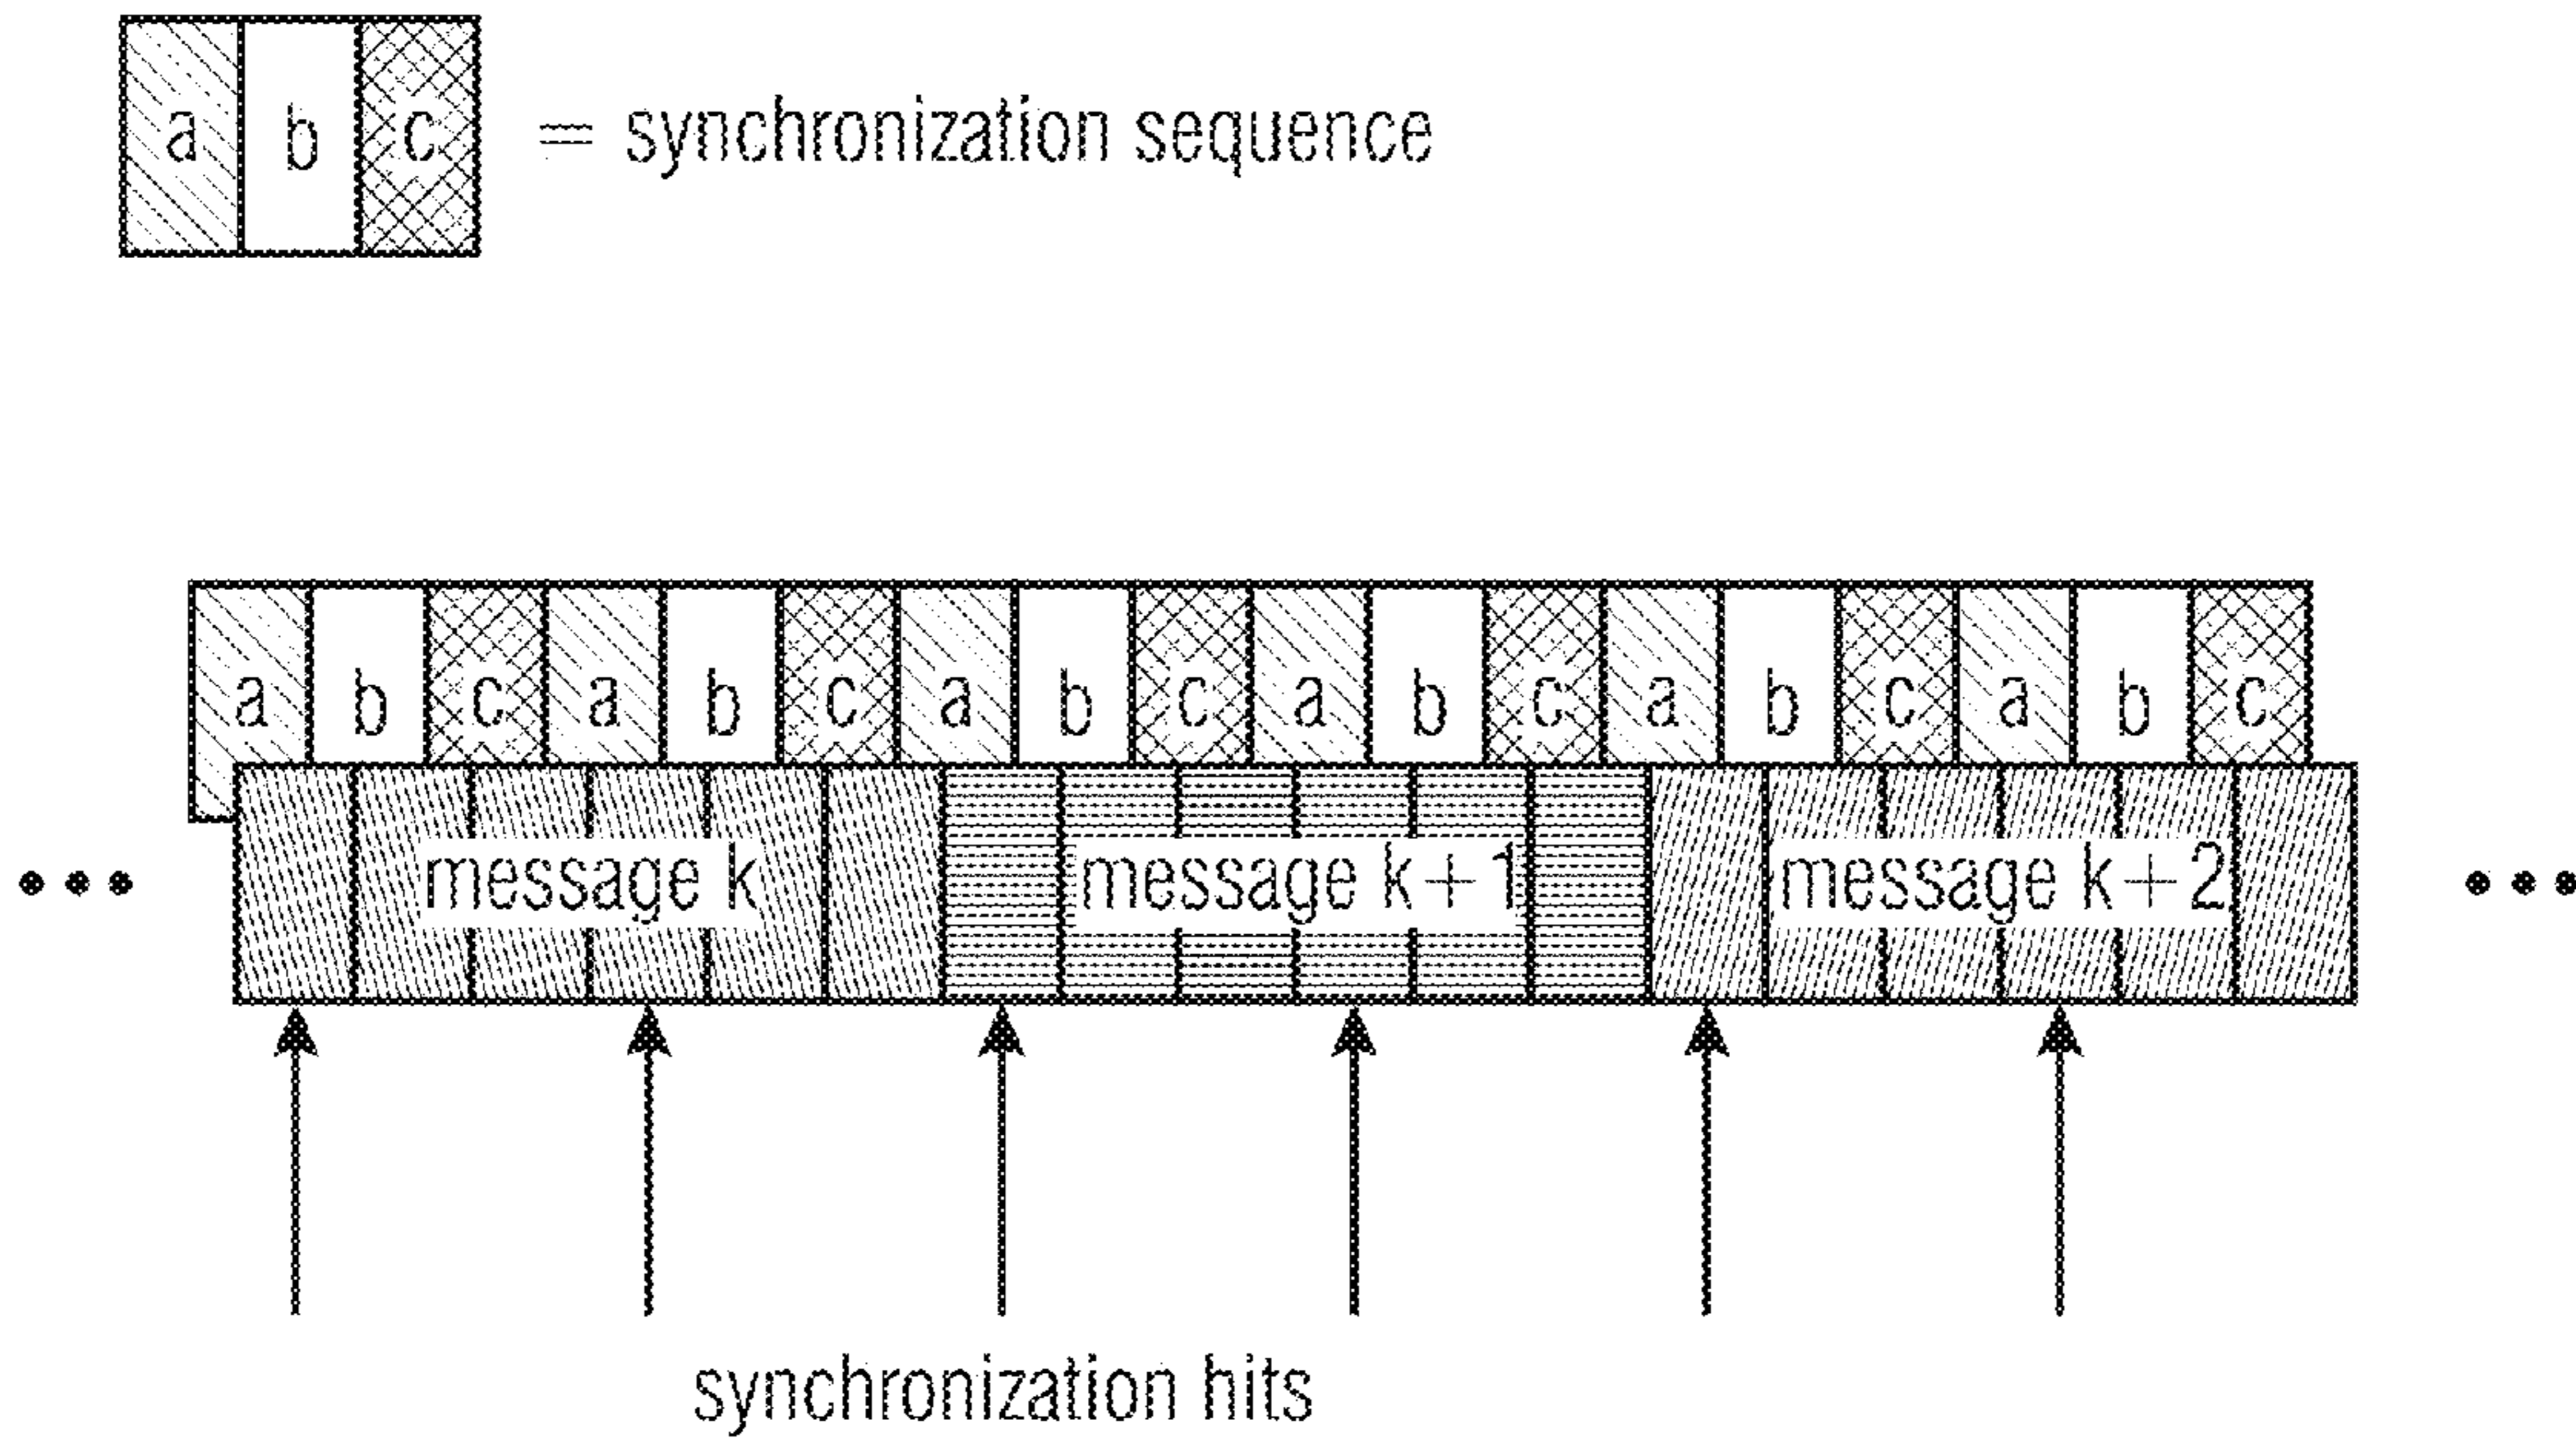 a b c = synchronization sequence
a b c a b c a b c a b c a b c a b c
message k message k+1 message k+2
synchronization hits